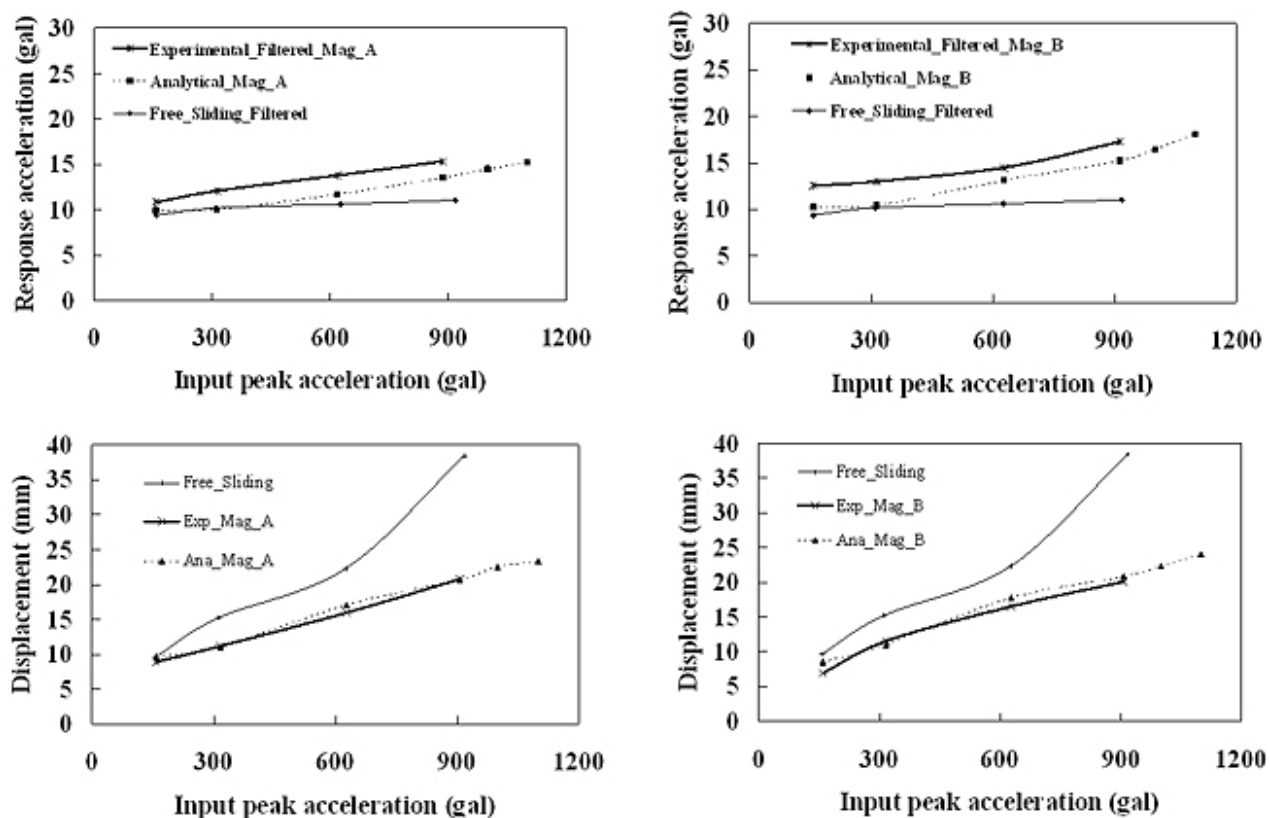 30
25
20
15
10
5
0
Response acceleration (gal)
Experimental_Filtered_Mag_A
Analytical_Mag_A
Free_Sliding_Filtered
0 300 600 900 1200
Input peak acceleration (gal)
30
25
20
15
10
5
0
Response acceleration (gal)
Experimental_Filtered_Mag_B
Analytical_Mag_B
Free_Sliding_Filtered
0 300 600 900 1200
Input peak acceleration (gal)
40
35
30
25
20
15
10
5
0
Displacement (mm)
Free_Sliding
Exp_Mag_A
Ana_Mag_A
0 300 600 900 1200
Input peak acceleration (gal)
40
35
30
25
20
15
10
5
0
Displacement (mm)
Free_Sliding
Exp_Mag_B
Ana_Mag_B
0 300 600 900 1200
Input peak acceleration (gal)